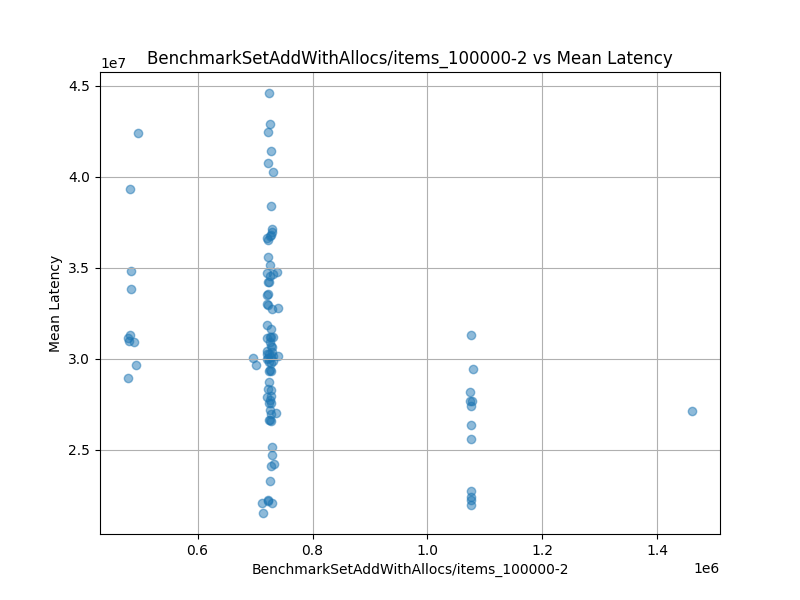 BenchmarkSetAddWithAllocs/items_100000-2 vs Mean Latency
1e7
4.5
4.0
3.5
3.0
2.5
Mean Latency
0.6 0.8 1.0 1.2 1.4
BenchmarkSetAddWithAllocs/items_100000-2
1e6